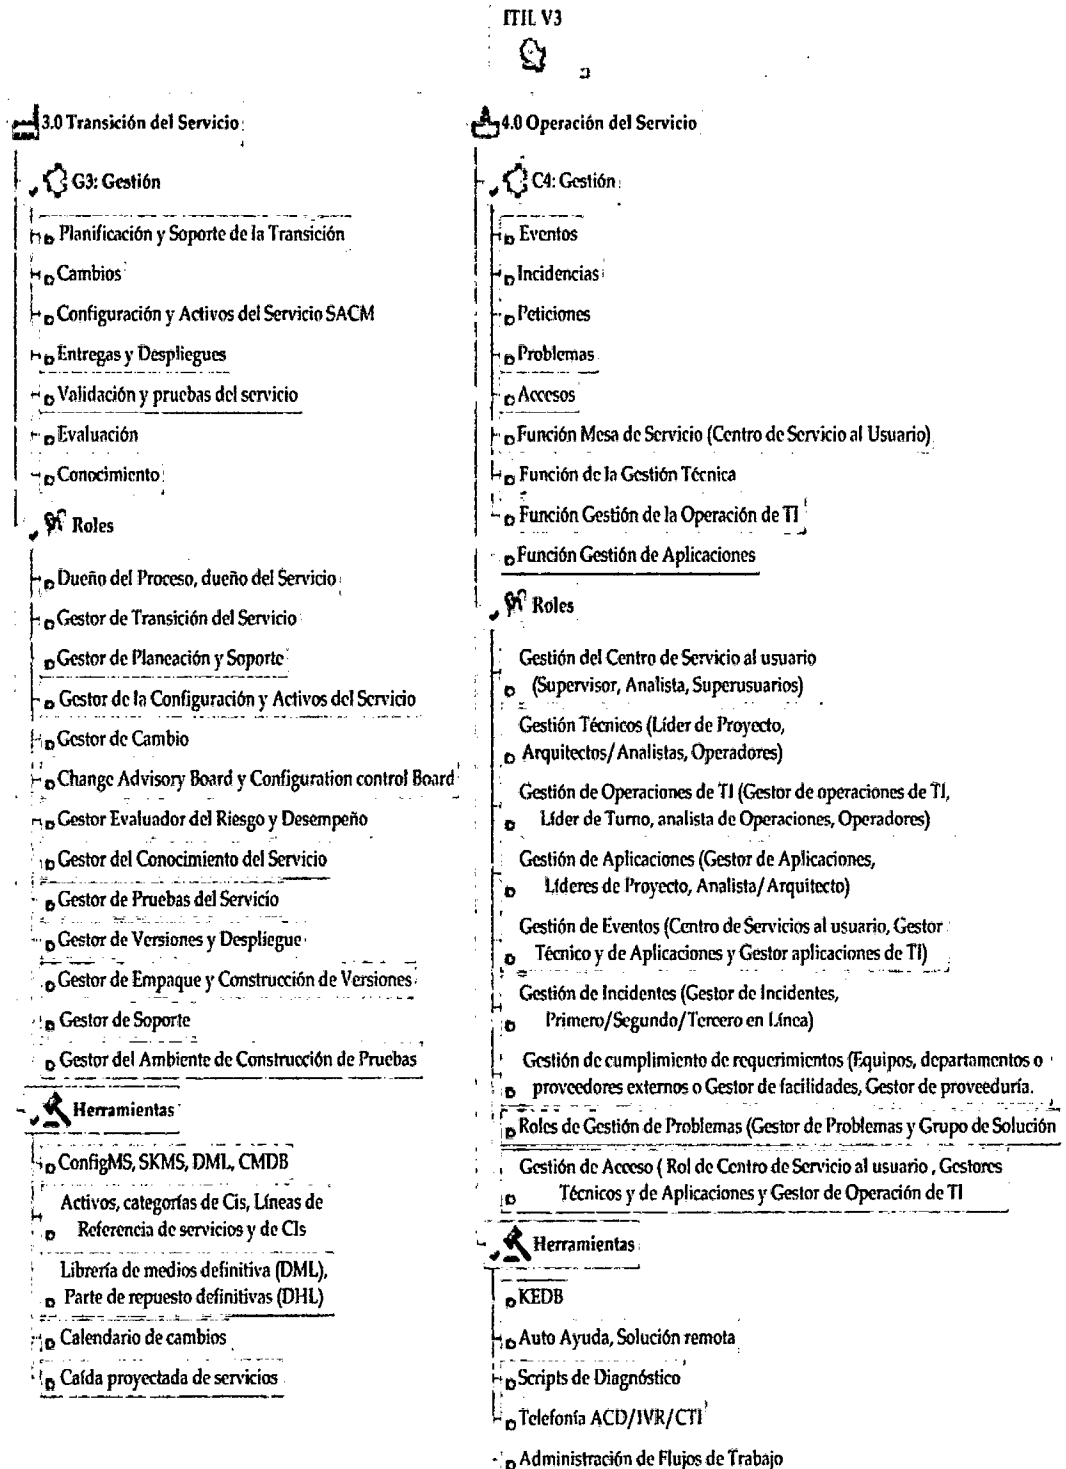 ITIL V3
3.0 Transición del Servicio
G3: Gestión
Planificación y Soporte de la Transición
Cambios
Configuración y Activos del Servicio SACM
Entregas y Despliegues
Validación y pruebas del servicio
Evaluación
Conocimiento
Roles
Dueño del Proceso, dueño del Servicio
Gestor de Transición del Servicio
Gestor de Planeación y Soporte
Gestor de la Configuración y Activos del Servicio
Gestor de Cambio
Change Advisory Board y Configuration control Board
Gestor Evaluador del Riesgo y Desempeño
Gestor del Conocimiento del Servicio
Gestor de Pruebas del Servicio
Gestor de Versiones y Despliegue
Gestor de Empaque y Construcción de Versiones
Gestor de Soporte
Gestor del Ambiente de Construcción de Pruebas
Herramientas
ConfigMS, SKMS, DML, CMDB
Activos, categorías de Cis, Líneas de
Referencia de servicios y de CIs
Librería de medios definitiva (DML),
Parte de repuesto definitivas (DHL)
Calendario de cambios
Caída proyectada de servicios
4.0 Operación del Servicio
C4: Gestión
Eventos
Incidencias
Peticiones
Problemas
Accesos
Función Mesa de Servicio (Centro de Servicio al Usuario)
Función de la Gestión Técnica
Función Gestión de la Operación de TI
Función Gestión de Aplicaciones
Roles
Gestión del Centro de Servicio al usuario
(Supervisor, Analista, Superusuarios)
Gestión Técnicos (Líder de Proyecto,
Arquitectos/Analistas, Operadores)
Gestión de Operaciones de TI (Gestor de operaciones de TI,
Líder de Turno, analista de Operaciones, Operadores)
Gestión de Aplicaciones (Gestor de Aplicaciones,
Líderes de Proyecto, Analista/Arquitecto)
Gestión de Eventos (Centro de Servicios al usuario, Gestor
Técnico y de Aplicaciones y Gestor aplicaciones de TI)
Gestión de Incidentes (Gestor de Incidentes,
Primero/Segundo/Tercero en Línea)
Gestión de cumplimiento de requerimientos (Equipos, departamentos o
proveedores externos o Gestor de facilidades, Gestor de proveeduría.
Roles de Gestión de Problemas (Gestor de Problemas y Grupo de Solución
Gestión de Acceso ( Rol de Centro de Servicio al usuario , Gestores
Técnicos y de Aplicaciones y Gestor de Operación de TI
Herramientas
KEDB
Auto Ayuda, Solución remota
Scripts de Diagnóstico
Telefonía ACD/IVR/CTI
Administración de Flujos de Trabajo